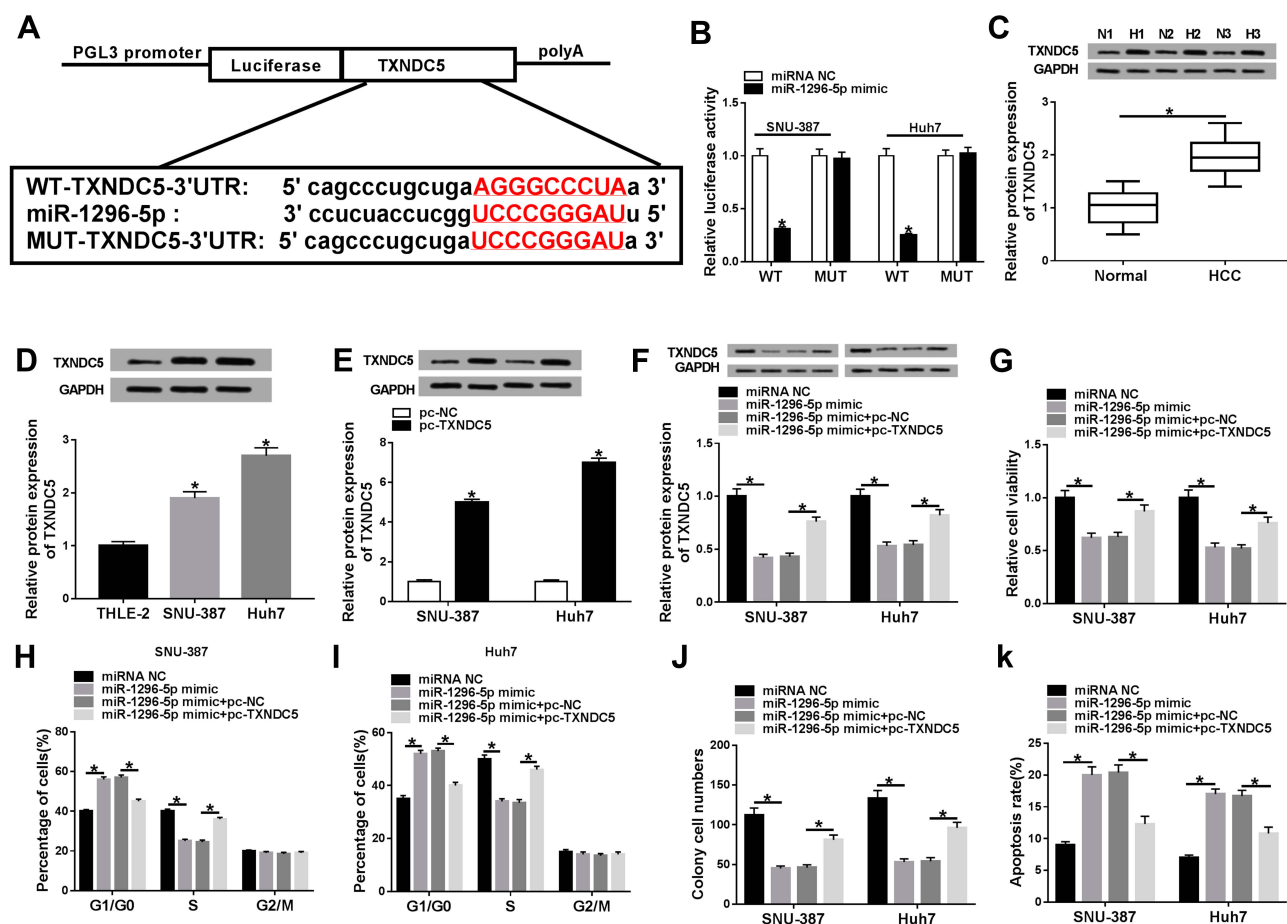 A
PGL3 promoter
polyA
Luciferase
TXNDC5
WT-TXNDC5-3'UTR: 5' cagcccugcugaAGGGCCCUAa 3'
miR-1296-5p : 3' ccucuaccucggUCCCGGGAUu 5'
MUT-TXNDC5-3'UTR: 5' cagcccugcugaUCCCGGGAUa 3'
B
miRNA NC
miR-1296-5p mimic
Relative luciferase activity
1.5
1.0
0.5
0.0
SNU-387
Huh7
*
*
WT
MUT
WT
MUT
C
N1 H1 N2 H2 N3 H3
TXNDC5
GAPDH
Relative protein expression
of TXNDC5
3
2
1
0
*
Normal
HCC
D
TXNDC5
GAPDH
Relative protein expression
of TXNDC5
3
2
1
0
*
*
THLE-2
SNU-387
Huh7
E
TXNDC5
GAPDH
pc-NC
pc-TXNDC5
Relative protein expression
of TXNDC5
8
6
4
2
0
*
*
SNU-387
Huh7
F
TXNDC5
GAPDH
miRNA NC
miR-1296-5p mimic
miR-1296-5p mimic+pc-NC
miR-1296-5p mimic+pc-TXNDC5
Relative protein expression
of TXNDC5
1.5
1.0
0.5
0.0
*
*
*
*
SNU-387
Huh7
G
miRNA NC
miR-1296-5p mimic
miR-1296-5p mimic+pc-NC
miR-1296-5p mimic+pc-TXNDC5
Relative cell viability
1.5
1.0
0.5
0.0
*
*
*
*
SNU-387
Huh7
H
SNU-387
miRNA NC
miR-1296-5p mimic
miR-1296-5p mimic+pc-NC
miR-1296-5p mimic+pc-TXNDC5
Percentage of cells(%)
80
60
40
20
0
*
*
*
*
G1/G0
S
G2/M
I
Huh7
miRNA NC
miR-1296-5p mimic
miR-1296-5p mimic+pc-NC
miR-1296-5p mimic+pc-TXNDC5
Percentage of cells(%)
60
40
20
0
*
*
*
*
G1/G0
S
G2/M
J
miRNA NC
miR-1296-5p mimic
miR-1296-5p mimic+pc-NC
miR-1296-5p mimic+pc-TXNDC5
Colony cell numbers
200
150
100
50
0
*
*
*
*
SNU-387
Huh7
k
miRNA NC
miR-1296-5p mimic
miR-1296-5p mimic+pc-NC
miR-1296-5p mimic+pc-TXNDC5
Apoptosis rate(%)
25
20
15
10
5
0
*
*
*
*
SNU-387
Huh7